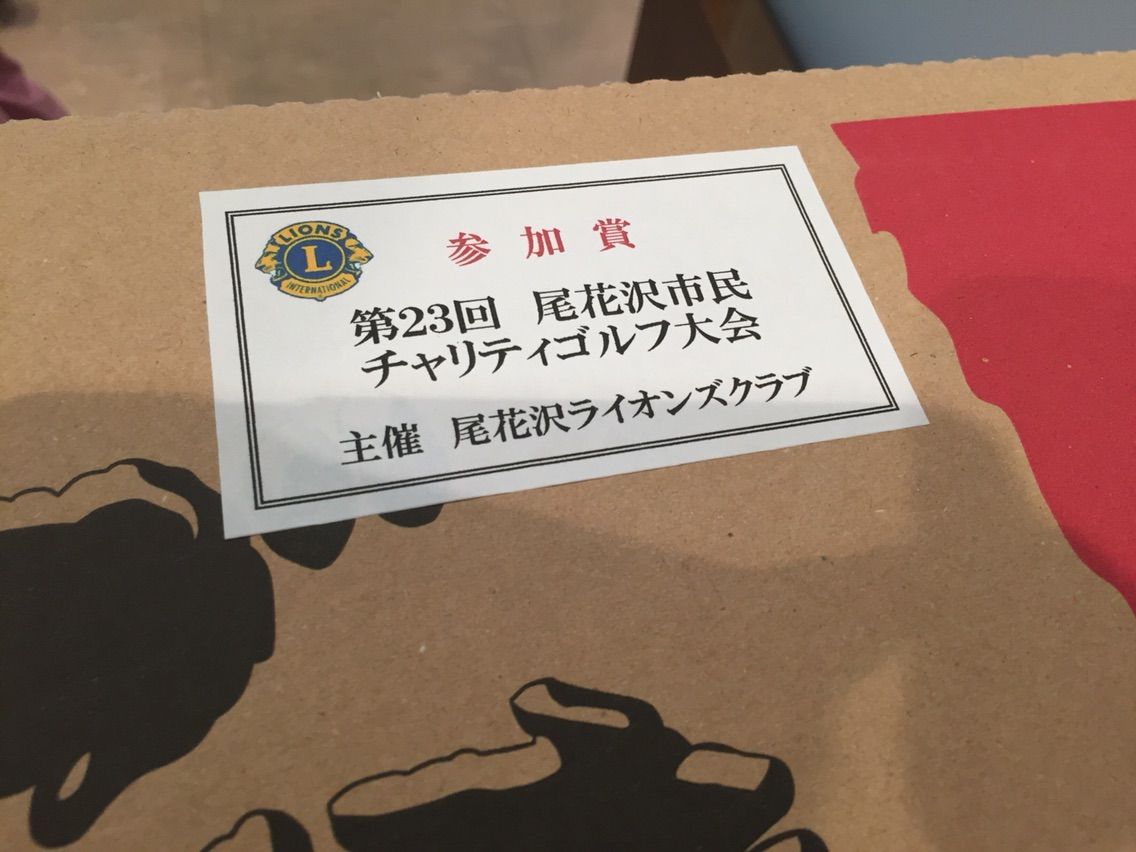 LIONS
L
INTERNATIONAL
参加賞
第23回 尾花沢市民
チャリティゴルフ大会
主催 尾花沢ライオンズクラブ